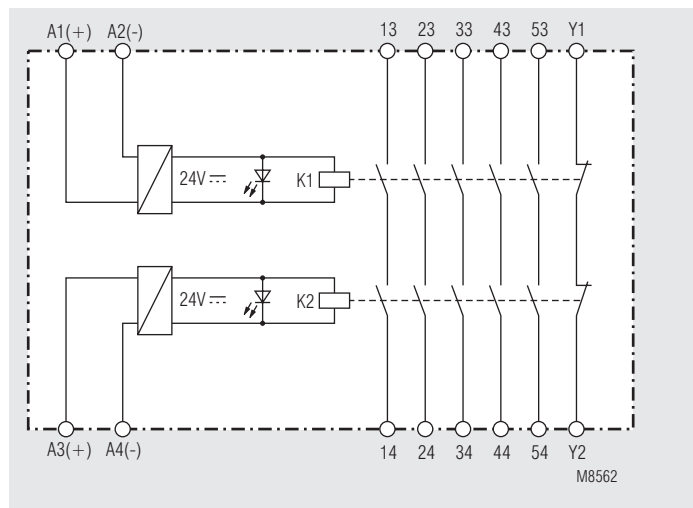 A1(+) A2(-) 13 23 33 43 53 Y1
24V K1
24V K2
A3(+) A4(-) 14 24 34 44 54 Y2
M8562